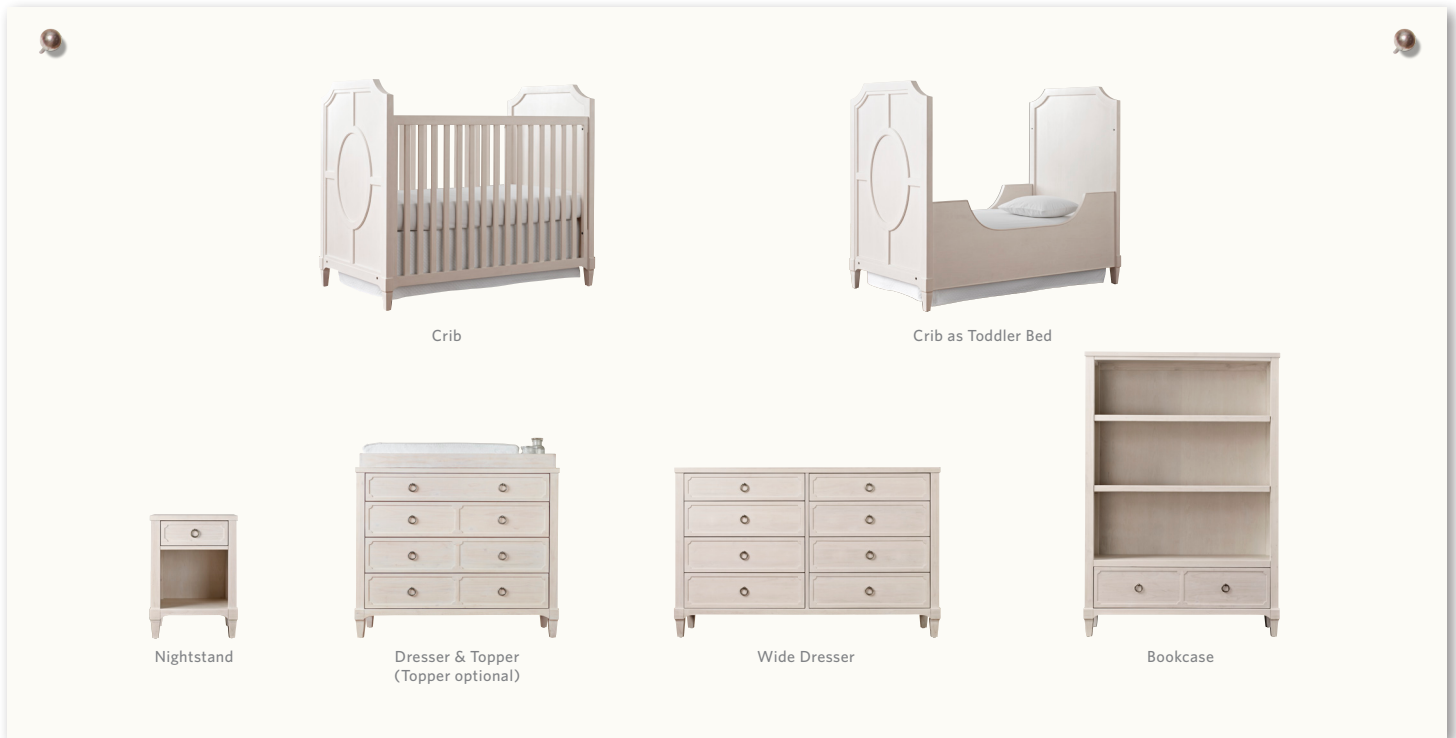 Crib
Crib as Toddler Bed
Nightstand
Dresser & Topper
(Topper optional)
Wide Dresser
Bookcase